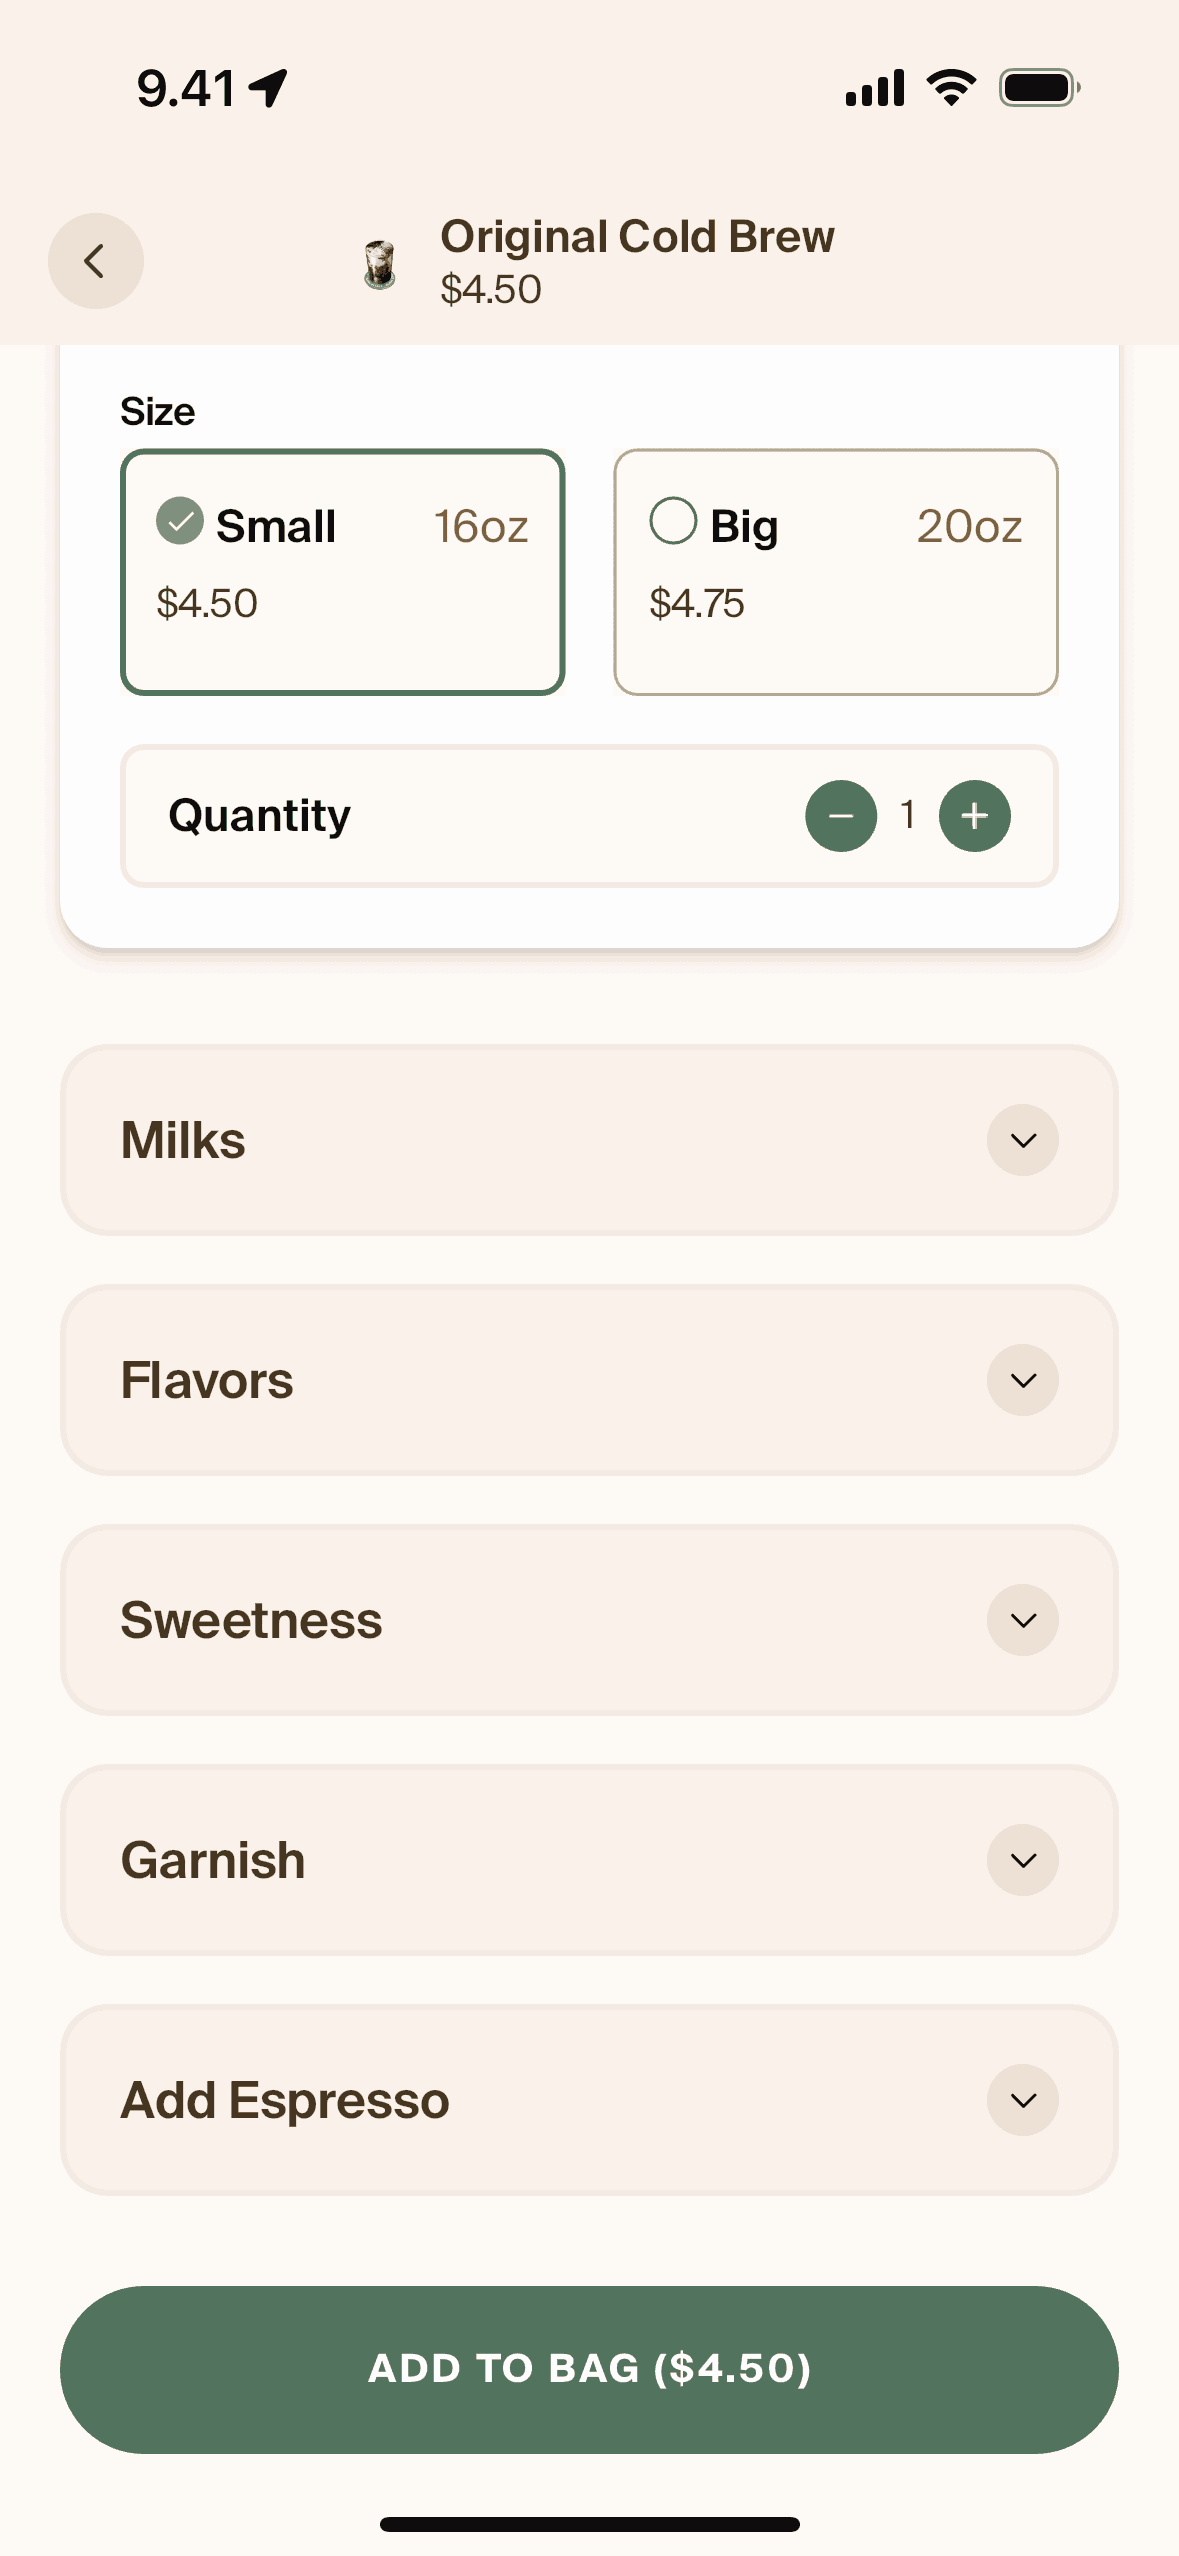 9.41
Original Cold Brew
$4.50
Size
Small 16oz
$4.50
Big 20oz
$4.75
Quantity 1
Milks
Flavors
Sweetness
Garnish
Add Espresso
ADD TO BAG ($4.50)